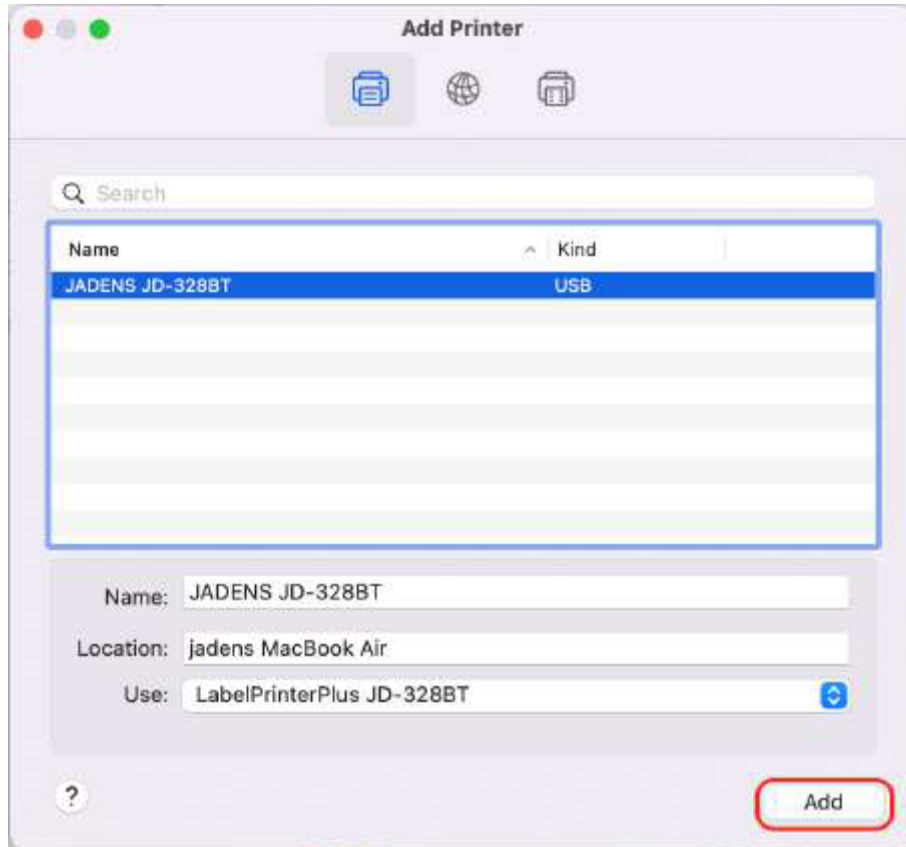 Add Printer
Search
Name Kind
JADENS JD-328BT USB
Name: JADENS JD-328BT
Location: jadens MacBook Air
Use: LabelPrinterPlus JD-328BT
? Add